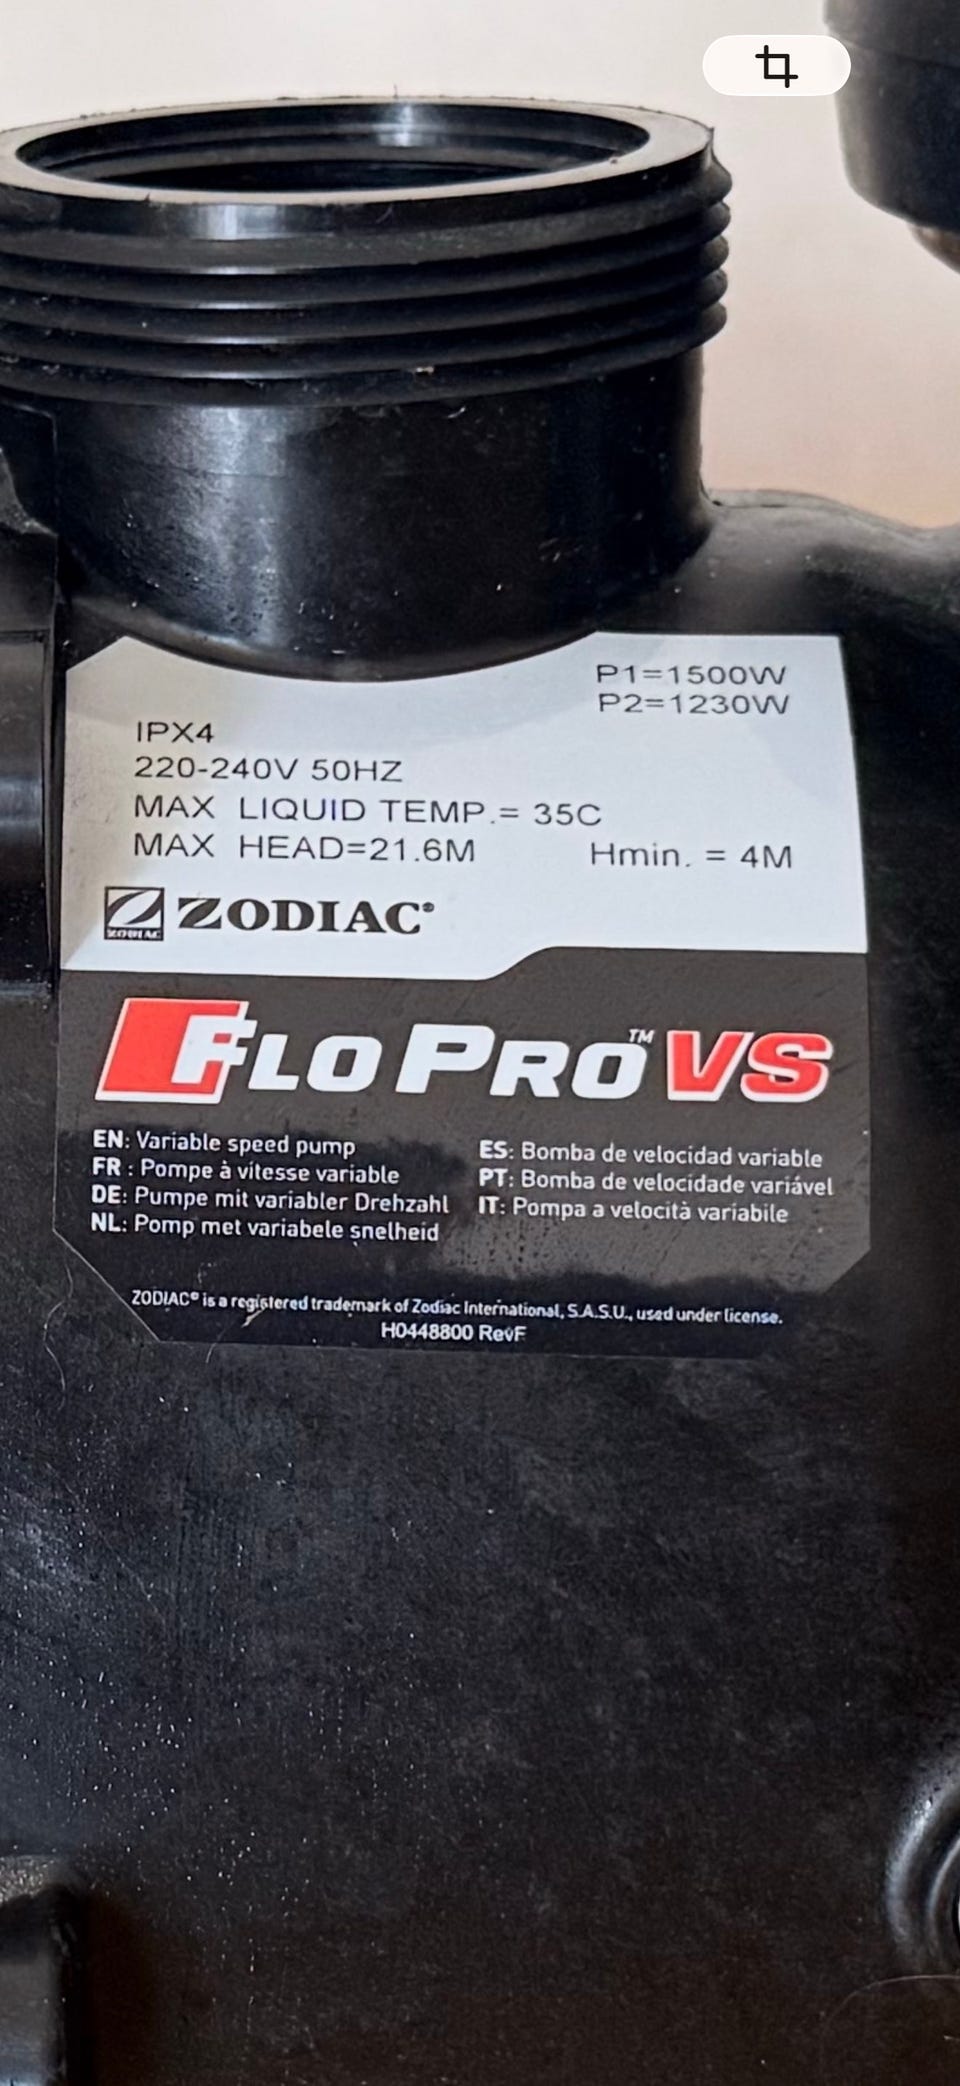 P1=1500W
P2=1230W
IPX4
220-240V 50HZ
MAX LIQUID TEMP.= 35C
MAX HEAD=21.6M Hmin. = 4M
ZODIAC ZODIAC®
FLO PRO™ VS
EN: Variable speed pump
FR : Pompe à vitesse variable
DE: Pumpe mit variabler Drehzahl
NL: Pomp met variabele snelheid
ES: Bomba de velocidad variable
PT: Bomba de velocidade variável
IT: Pompa a velocità variabile
ZODIAC® is a registered trademark of Zodiac International, S.A.S.U., used under license.
H0448800 RevF